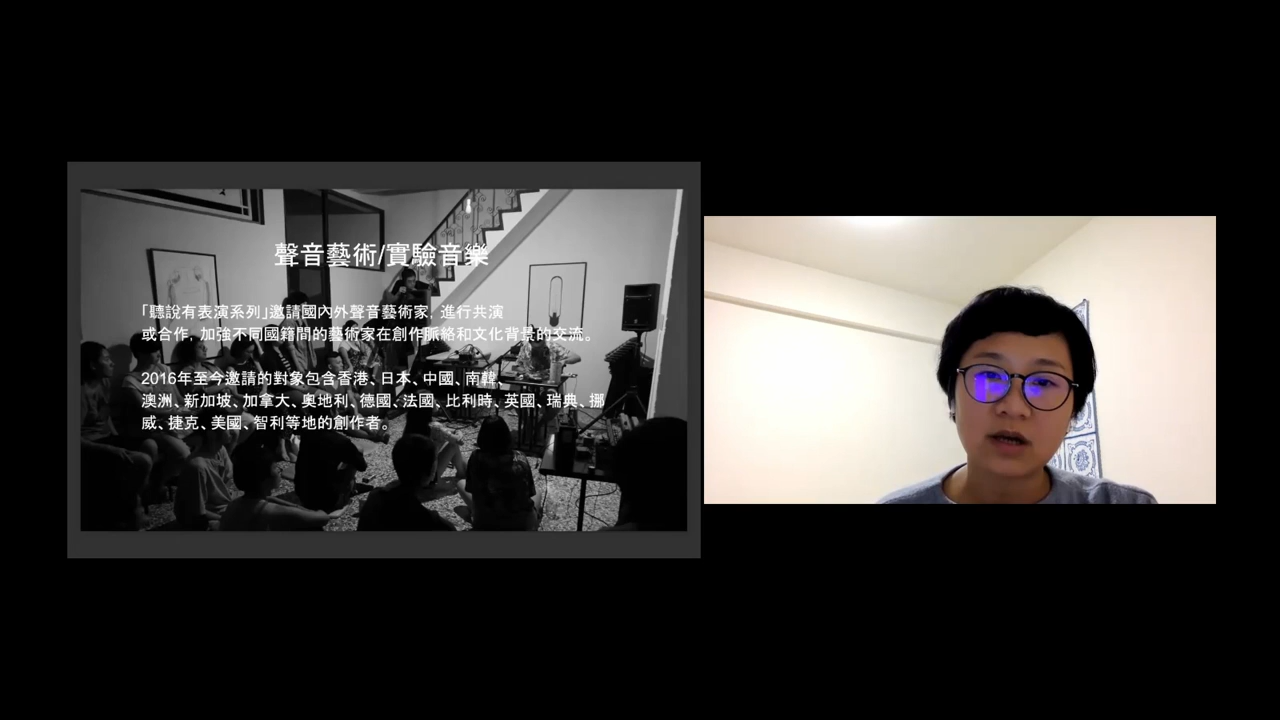 聲音藝術/實驗音樂
「聽說有表演系列」邀請國內外聲音藝術家, 進行共演
或合作, 加強不同國籍間的藝術家在創作脈絡和文化背景的交流。
2016年至今邀請的對象包含香港、日本、中國、南韓、
澳洲、新加坡、加拿大、奧地利、德國、法國、比利時、英國、瑞典、挪
威、捷克、美國、智利等地的創作者。